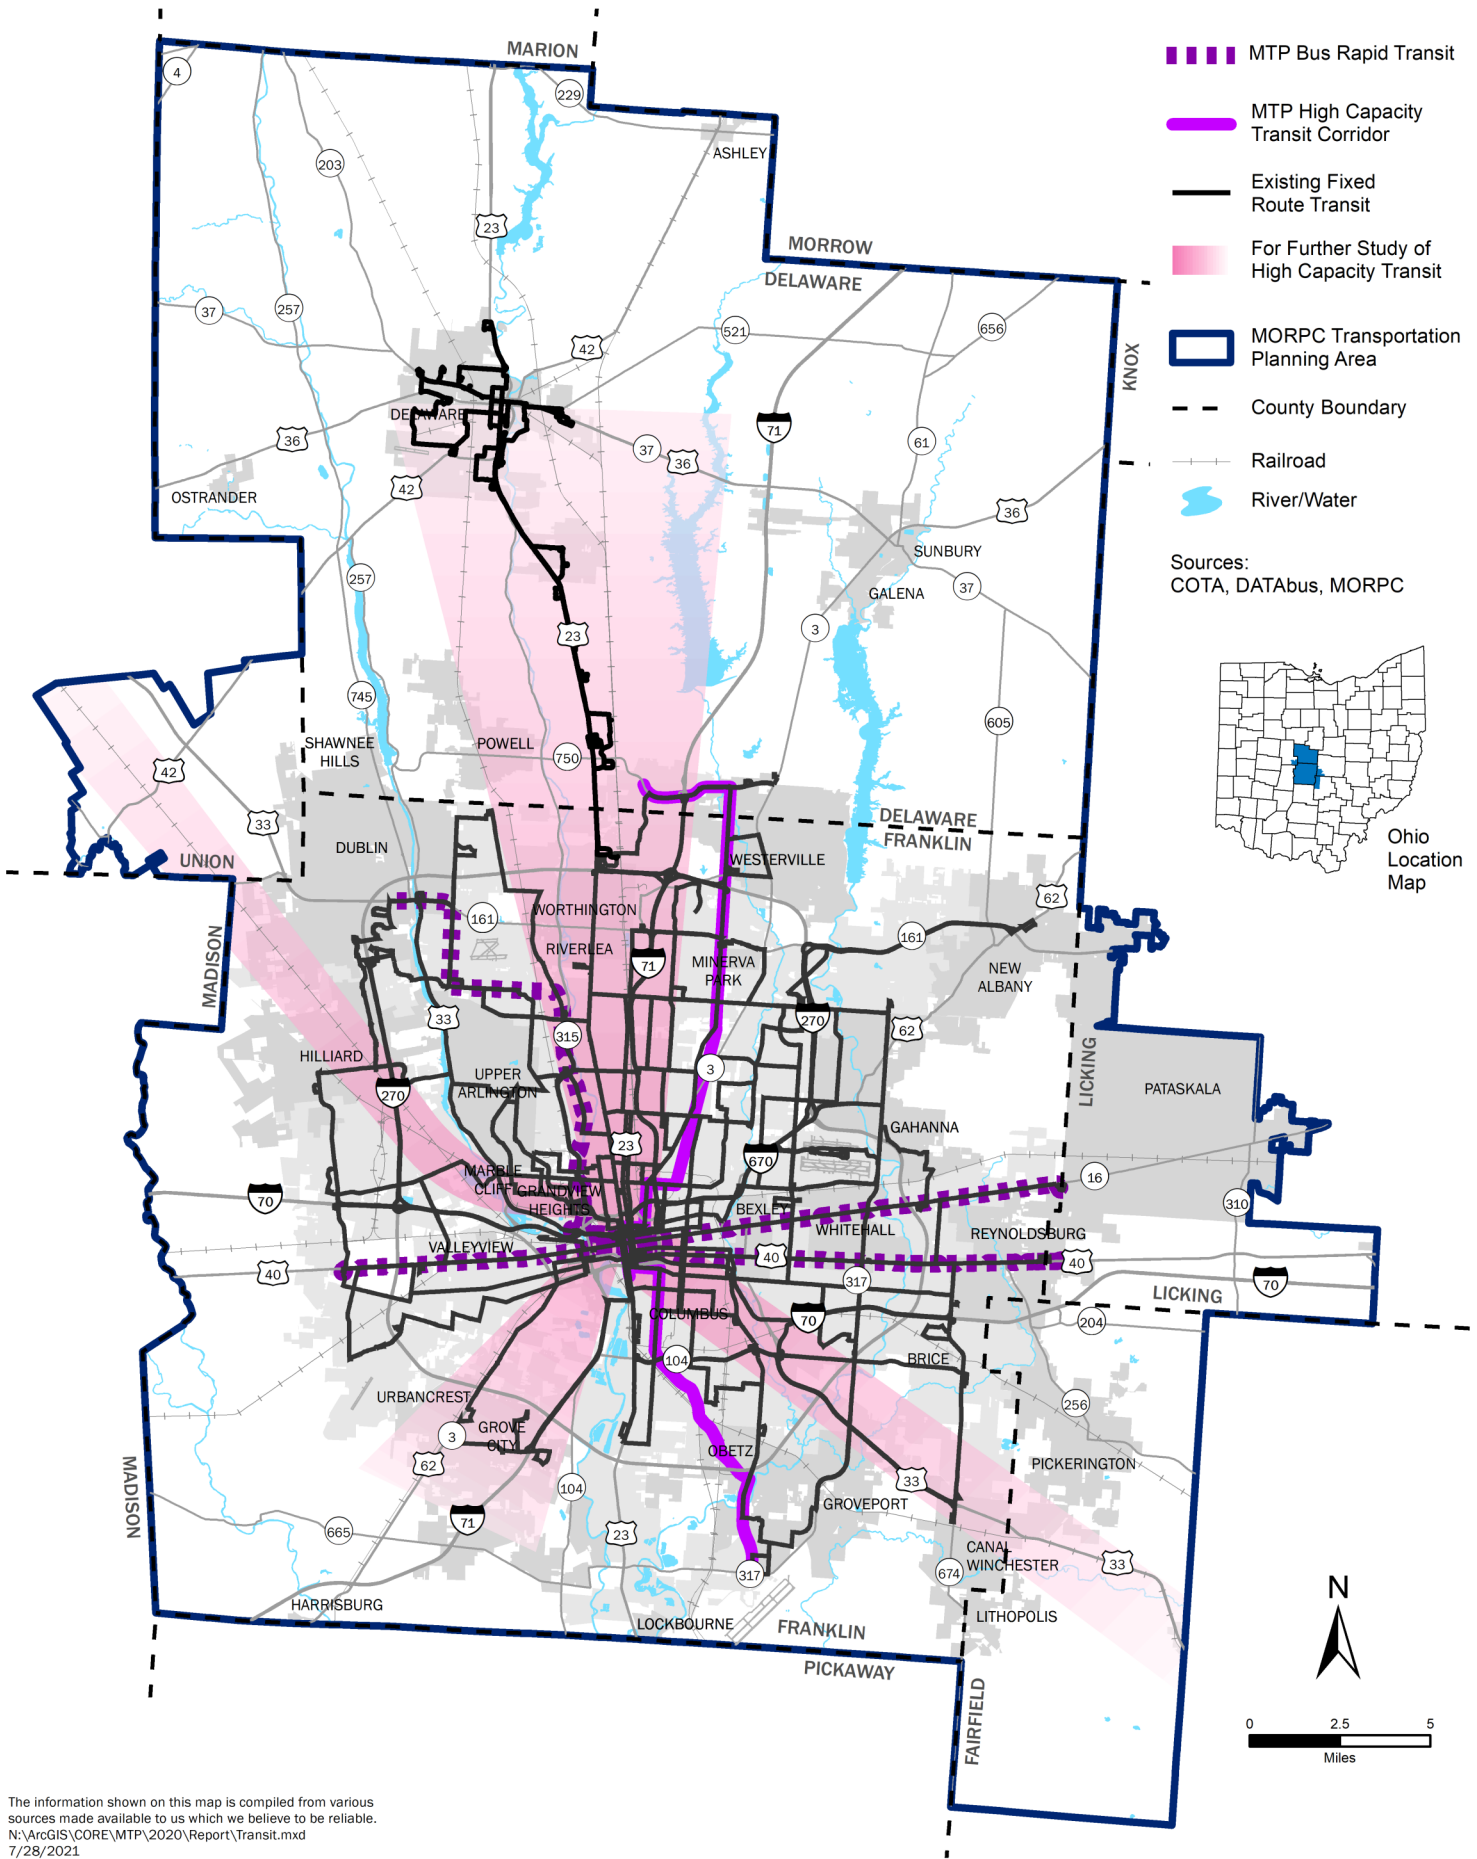 MARION
4
229
203
ASHLEY
23
MORROW
DELAWARE
37
257
42
521
656
KNOX
DELAWARE
71
36
37
36
61
42
OSTRANDER
36
SUNBURY
257
37
GALENA
23
3
745
605
SHAWNEE
HILLS
POWELL
750
42
33
DELAWARE
FRANKLIN
DUBLIN
WESTERVILLE
UNION
62
161
WORTHINGTON
161
RIVERLEA
71
MINERVA
PARK
NEW
ALBANY
MADISON
33
270
62
315
HILLIARD
3
LICKING
UPPER
ARLINGTON
270
PATASKALA
GAHANNA
23
670
MARBLE
CLIFF
GRANDVIEW
HEIGHTS
16
70
BEXLEY
310
WHITEHALL
REYNOLDSBURG
VALLEYVIEW
40
40
40
317
70
LICKING
COLUMBUS
70
204
104
BRICE
URBANCREST
256
GROVE
CITY
3
62
OBETZ
PICKERINGTON
33
104
GROVEPORT
MADISON
71
665
23
CANAL
WINCHESTER
33
317
674
HARRISBURG
LITHOPOLIS
LOCKBOURNE
FRANKLIN
PICKAWAY
FAIRFIELD
MTP Bus Rapid Transit
MTP High Capacity
Transit Corridor
Existing Fixed
Route Transit
For Further Study of
High Capacity Transit
MORPC Transportation
Planning Area
County Boundary
Railroad
River/Water
Sources:
COTA, DATAbus, MORPC
Ohio
Location
Map
N
0 2.5 5
Miles
The information shown on this map is compiled from various
sources made available to us which we believe to be reliable.
N:\ArcGIS\CORE\MTP\2020\Report\Transit.mxd
7/28/2021